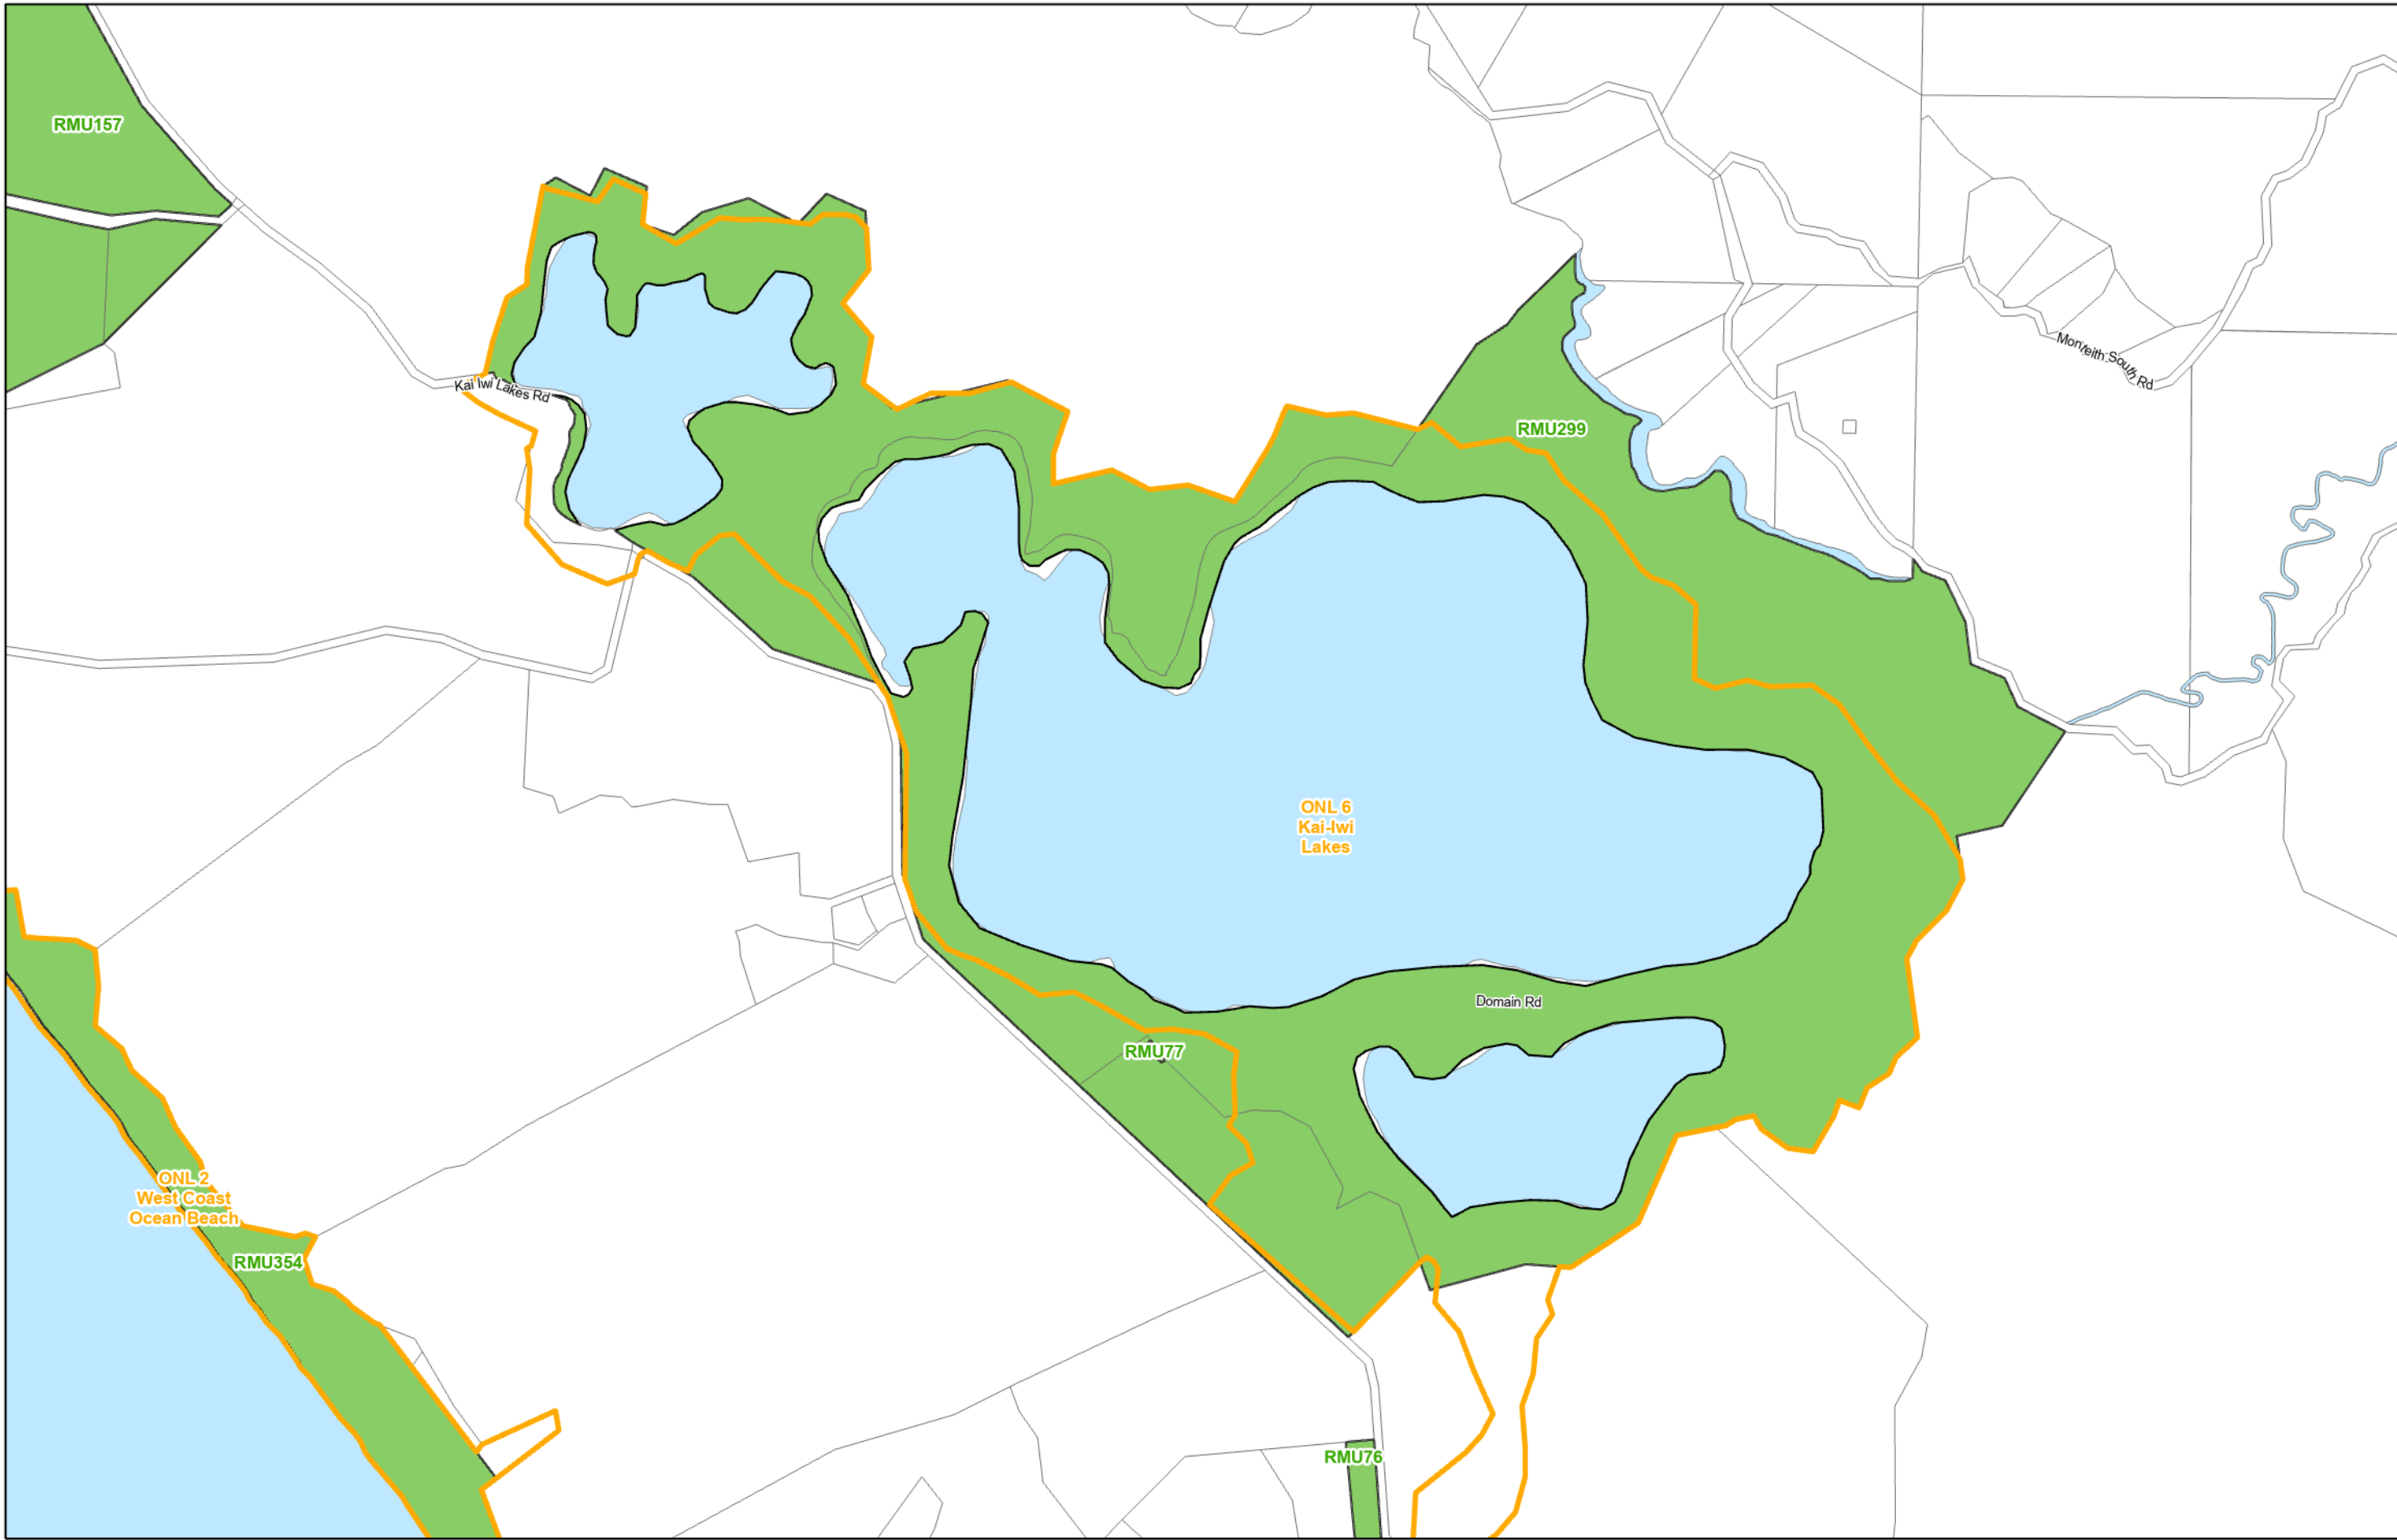 RMU157
Monteith South Rd
Kai Iwi Lakes Rd
RMU299
ONL 6
Kai-Iwi
Lakes
Domain Rd
RMU77
ONL 2
West Coast
Ocean Beach
RMU354
RMU76